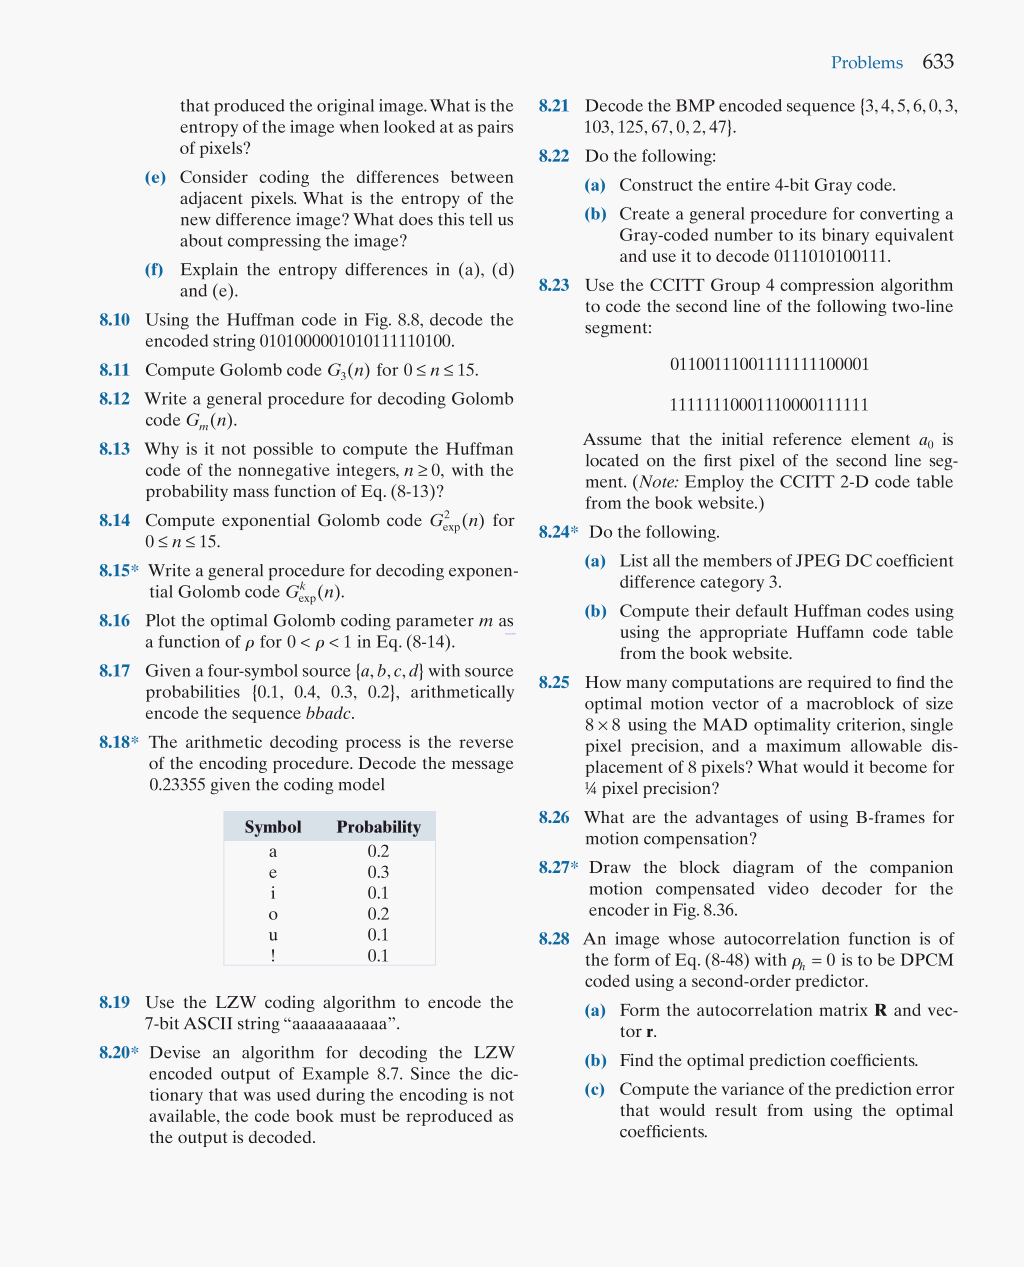 Problems 633
that produced the original image. What is the
entropy of the image when looked at as pairs
of pixels?
(e) Consider coding the differences between
adjacent pixels. What is the entropy of the
new difference image? What does this tell us
about compressing the image?
(f) Explain the entropy differences in (a), (d)
and (e).
8.10 Using the Huffman code in Fig. 8.8, decode the
encoded string 0101000001010111110100.
8.11 Compute Golomb code G₃(n) for 0 ≤ n ≤ 15.
8.12 Write a general procedure for decoding Golomb
code Gₘ(n).
8.13 Why is it not possible to compute the Huffman
code of the nonnegative integers, n ≥ 0, with the
probability mass function of Eq. (8-13)?
8.14 Compute exponential Golomb code G²exp(n) for
0 ≤ n ≤ 15.
8.15* Write a general procedure for decoding exponen-
tial Golomb code Gᵏexp(n).
8.16 Plot the optimal Golomb coding parameter m as
a function of ρ for 0 < ρ < 1 in Eq. (8-14).
8.17 Given a four-symbol source {a, b, c, d} with source
probabilities {0.1, 0.4, 0.3, 0.2}, arithmetically
encode the sequence bbadc.
8.18* The arithmetic decoding process is the reverse
of the encoding procedure. Decode the message
0.23355 given the coding model
Symbol Probability
a 0.2
e 0.3
i 0.1
o 0.2
u 0.1
! 0.1
8.19 Use the LZW coding algorithm to encode the
7-bit ASCII string “aaaaaaaaaaa”.
8.20* Devise an algorithm for decoding the LZW
encoded output of Example 8.7. Since the dic-
tionary that was used during the encoding is not
available, the code book must be reproduced as
the output is decoded.
8.21 Decode the BMP encoded sequence {3, 4, 5, 6, 0, 3,
103, 125, 67, 0, 2, 47}.
8.22 Do the following:
(a) Construct the entire 4-bit Gray code.
(b) Create a general procedure for converting a
Gray-coded number to its binary equivalent
and use it to decode 0111010100111.
8.23 Use the CCITT Group 4 compression algorithm
to code the second line of the following two-line
segment:
01100111001111111100001
11111110001110000111111
Assume that the initial reference element a₀ is
located on the first pixel of the second line seg-
ment. (Note: Employ the CCITT 2-D code table
from the book website.)
8.24* Do the following.
(a) List all the members of JPEG DC coefficient
difference category 3.
(b) Compute their default Huffman codes using
using the appropriate Huffamn code table
from the book website.
8.25 How many computations are required to find the
optimal motion vector of a macroblock of size
8 × 8 using the MAD optimality criterion, single
pixel precision, and a maximum allowable dis-
placement of 8 pixels? What would it become for
¼ pixel precision?
8.26 What are the advantages of using B-frames for
motion compensation?
8.27* Draw the block diagram of the companion
motion compensated video decoder for the
encoder in Fig. 8.36.
8.28 An image whose autocorrelation function is of
the form of Eq. (8-48) with ρₕ = 0 is to be DPCM
coded using a second-order predictor.
(a) Form the autocorrelation matrix R and vec-
tor r.
(b) Find the optimal prediction coefficients.
(c) Compute the variance of the prediction error
that would result from using the optimal
coefficients.